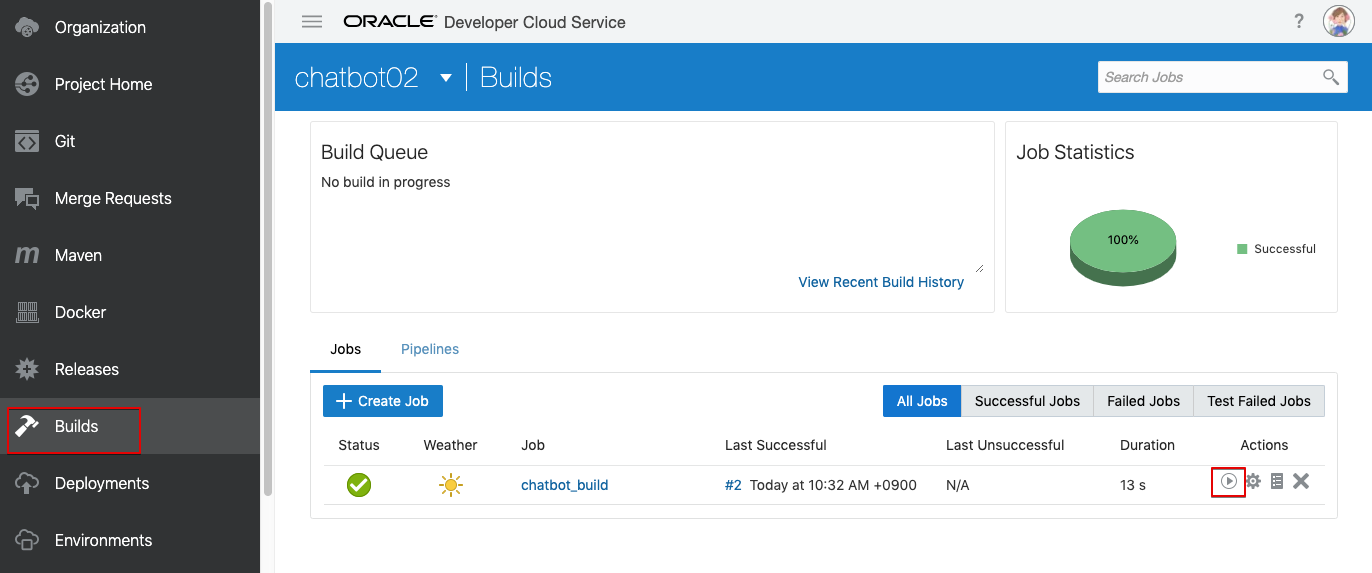 Organization
Project Home
Git
Merge Requests
Maven
Docker
Releases
Builds
Deployments
Environments
ORACLE® Developer Cloud Service
?
chatbot02 | Builds
Search Jobs
Build Queue
No build in progress
View Recent Build History
Job Statistics
100%
Successful
Jobs Pipelines
+ Create Job
All Jobs Successful Jobs Failed Jobs Test Failed Jobs
Status Weather Job Last Successful Last Unsuccessful Duration Actions
chatbot_build #2 Today at 10:32 AM +0900 N/A 13 s